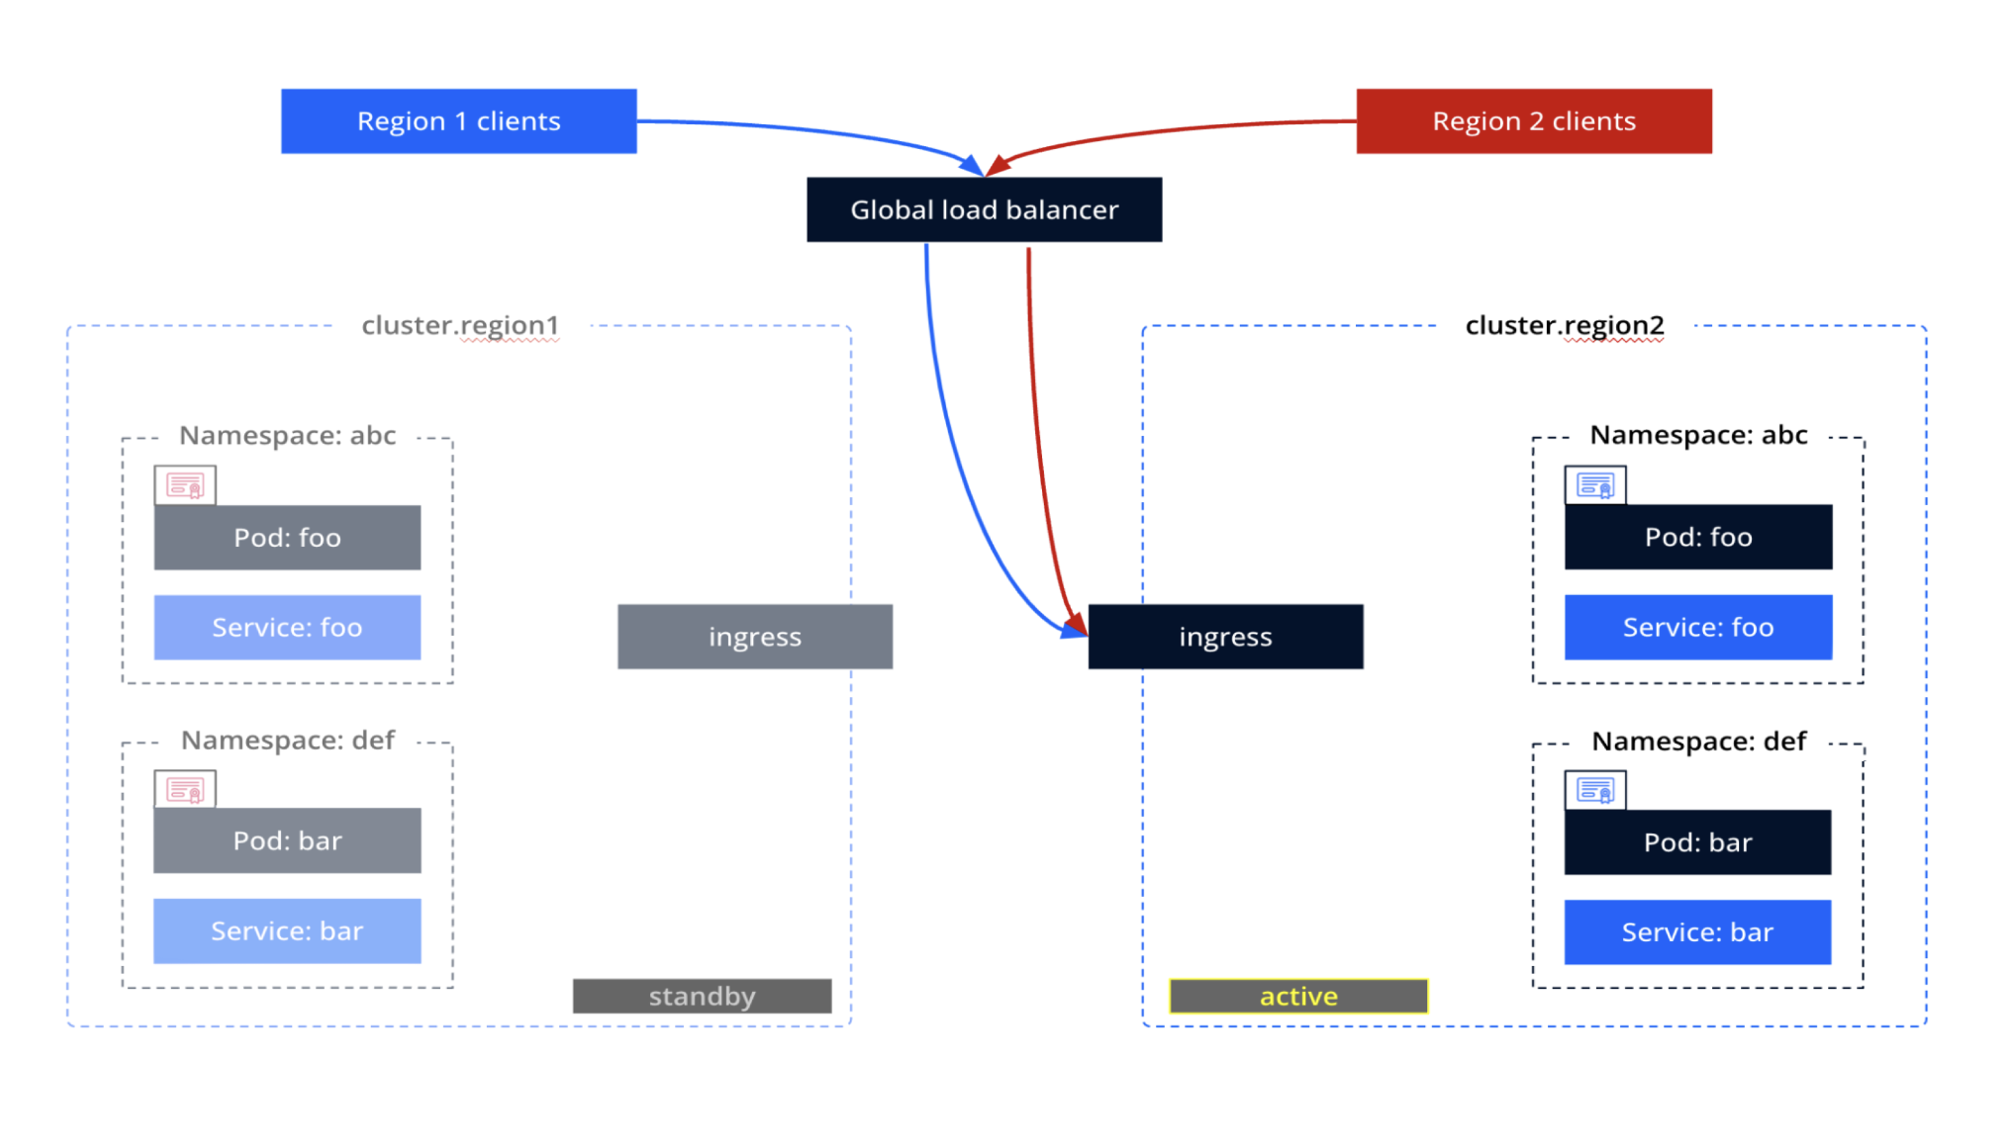 Region 1 clients
Region 2 clients
Global load balancer
cluster.region1
Namespace: abc
Pod: foo
Service: foo
ingress
Namespace: def
Pod: bar
Service: bar
standby
cluster.region2
Namespace: abc
Pod: foo
Service: foo
ingress
Namespace: def
Pod: bar
Service: bar
active